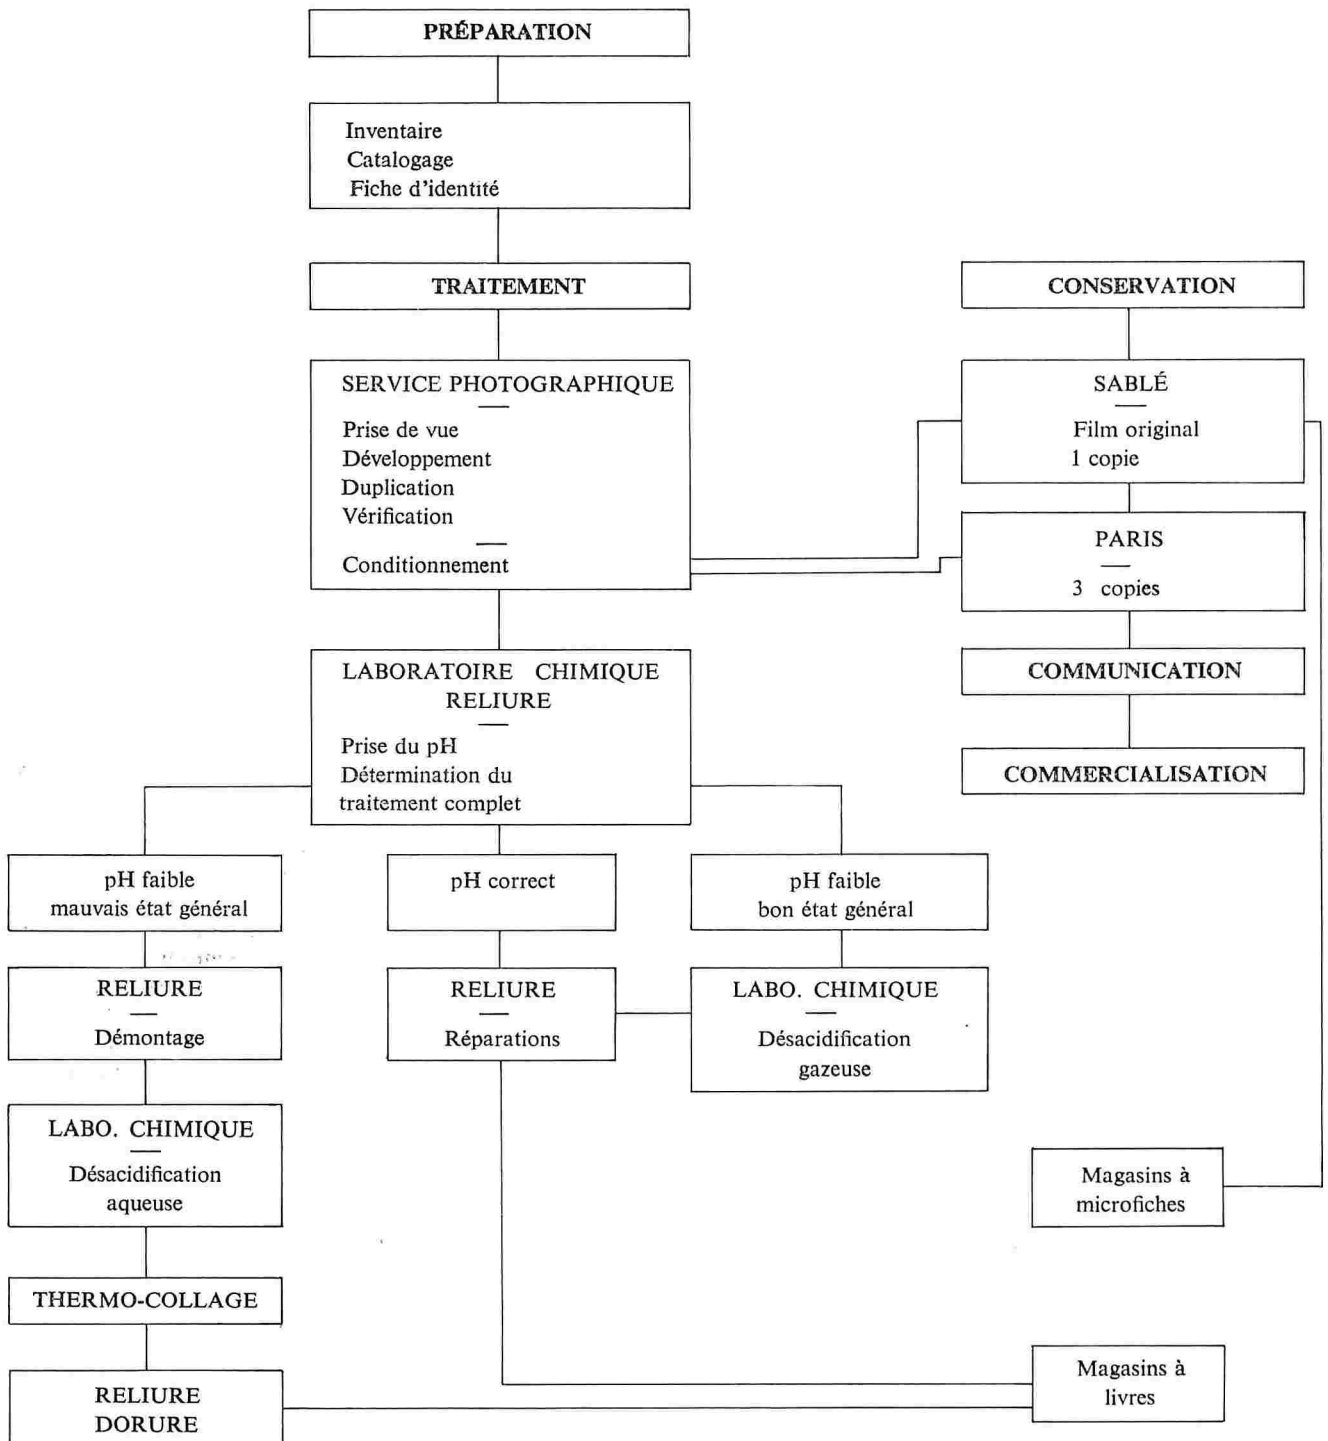 PRÉPARATION
Inventaire
Catalogage
Fiche d'identité
TRAITEMENT
SERVICE PHOTOGRAPHIQUE
Prise de vue
Développement
Duplication
Vérification
Conditionnement
CONSERVATION
SABLÉ
Film original
1 copie
PARIS
3 copies
COMMUNICATION
COMMERCIALISATION
LABORATOIRE CHIMIQUE
RELIURE
Prise du pH
Détermination du
traitement complet
pH faible
mauvais état général
pH correct
pH faible
bon état général
RELIURE
Démontage
RELIURE
Réparations
LABO. CHIMIQUE
Désacidification
gazeuse
LABO. CHIMIQUE
Désacidification
aqueuse
Magasins à
microfiches
THERMO-COLLAGE
RELIURE
DORURE
Magasins à
livres